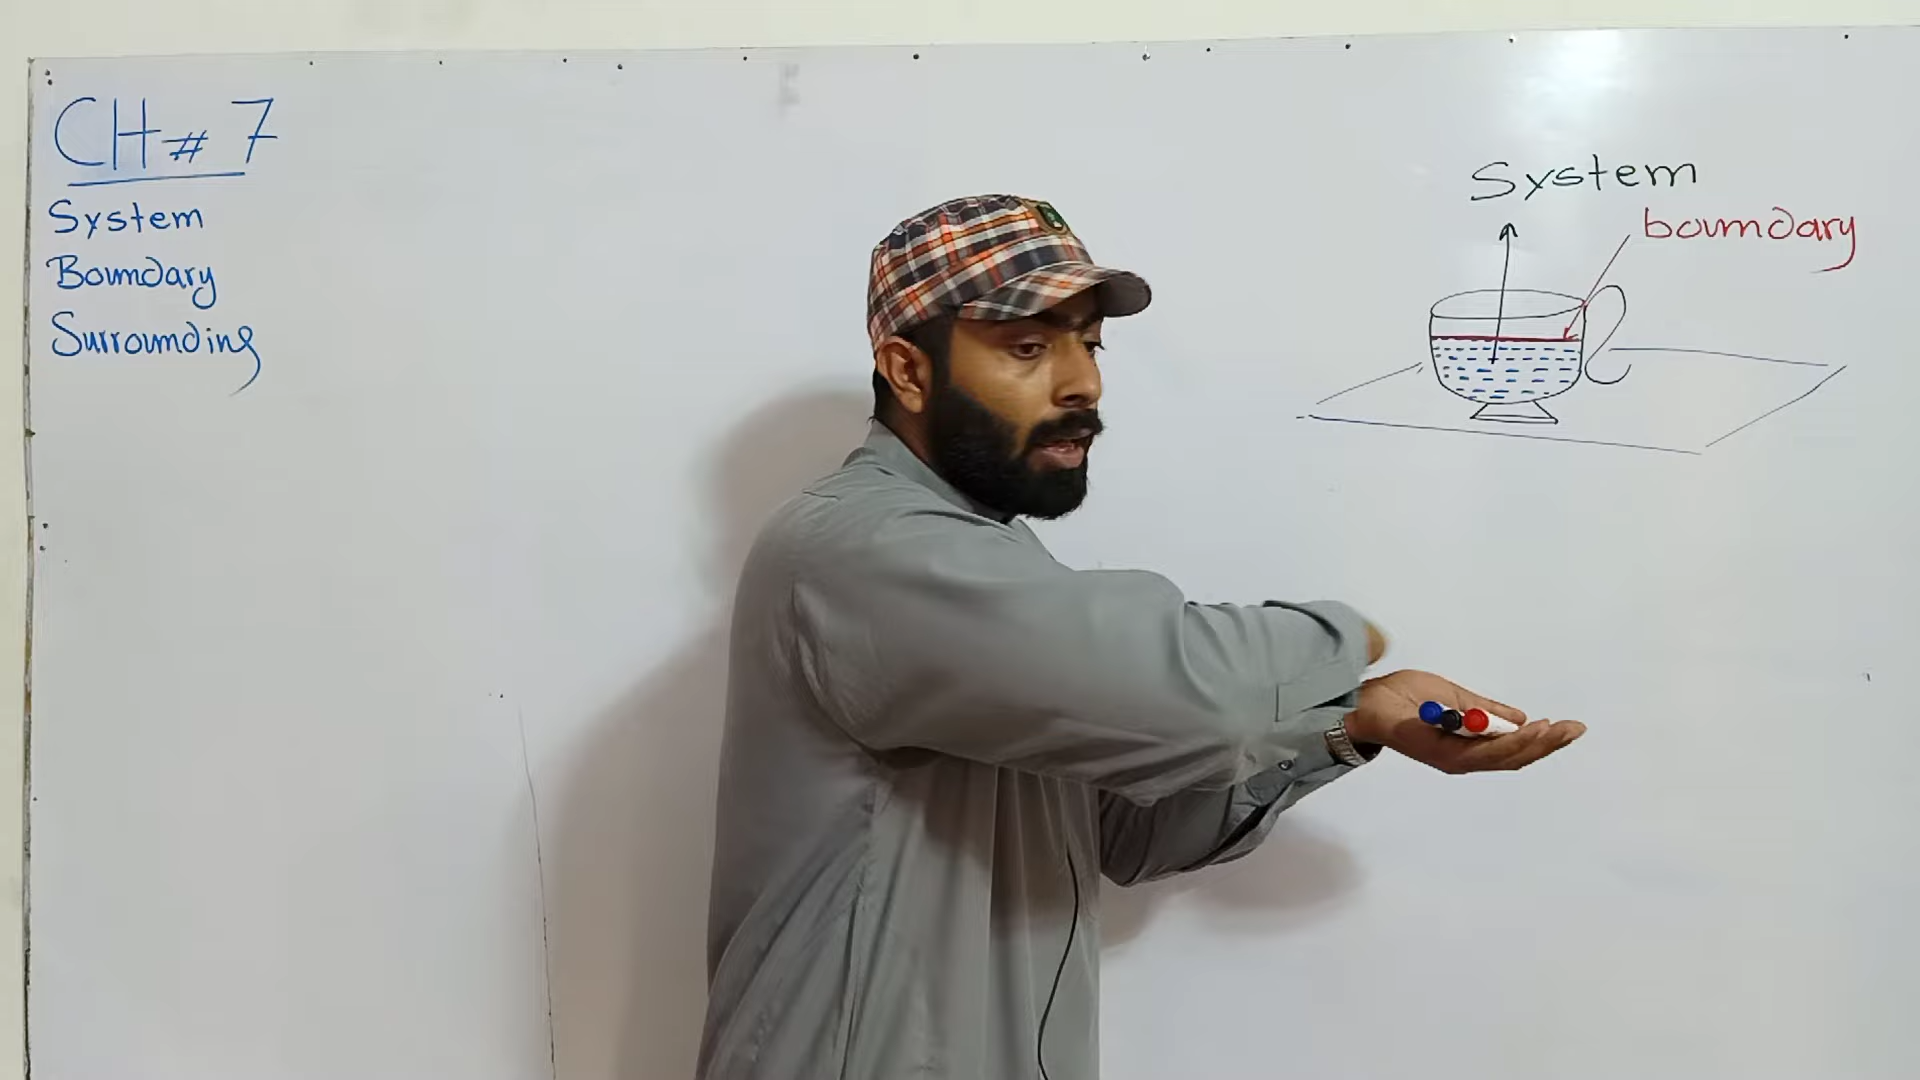 CH # 7
System
Boundary
Surrounding
System
boundary